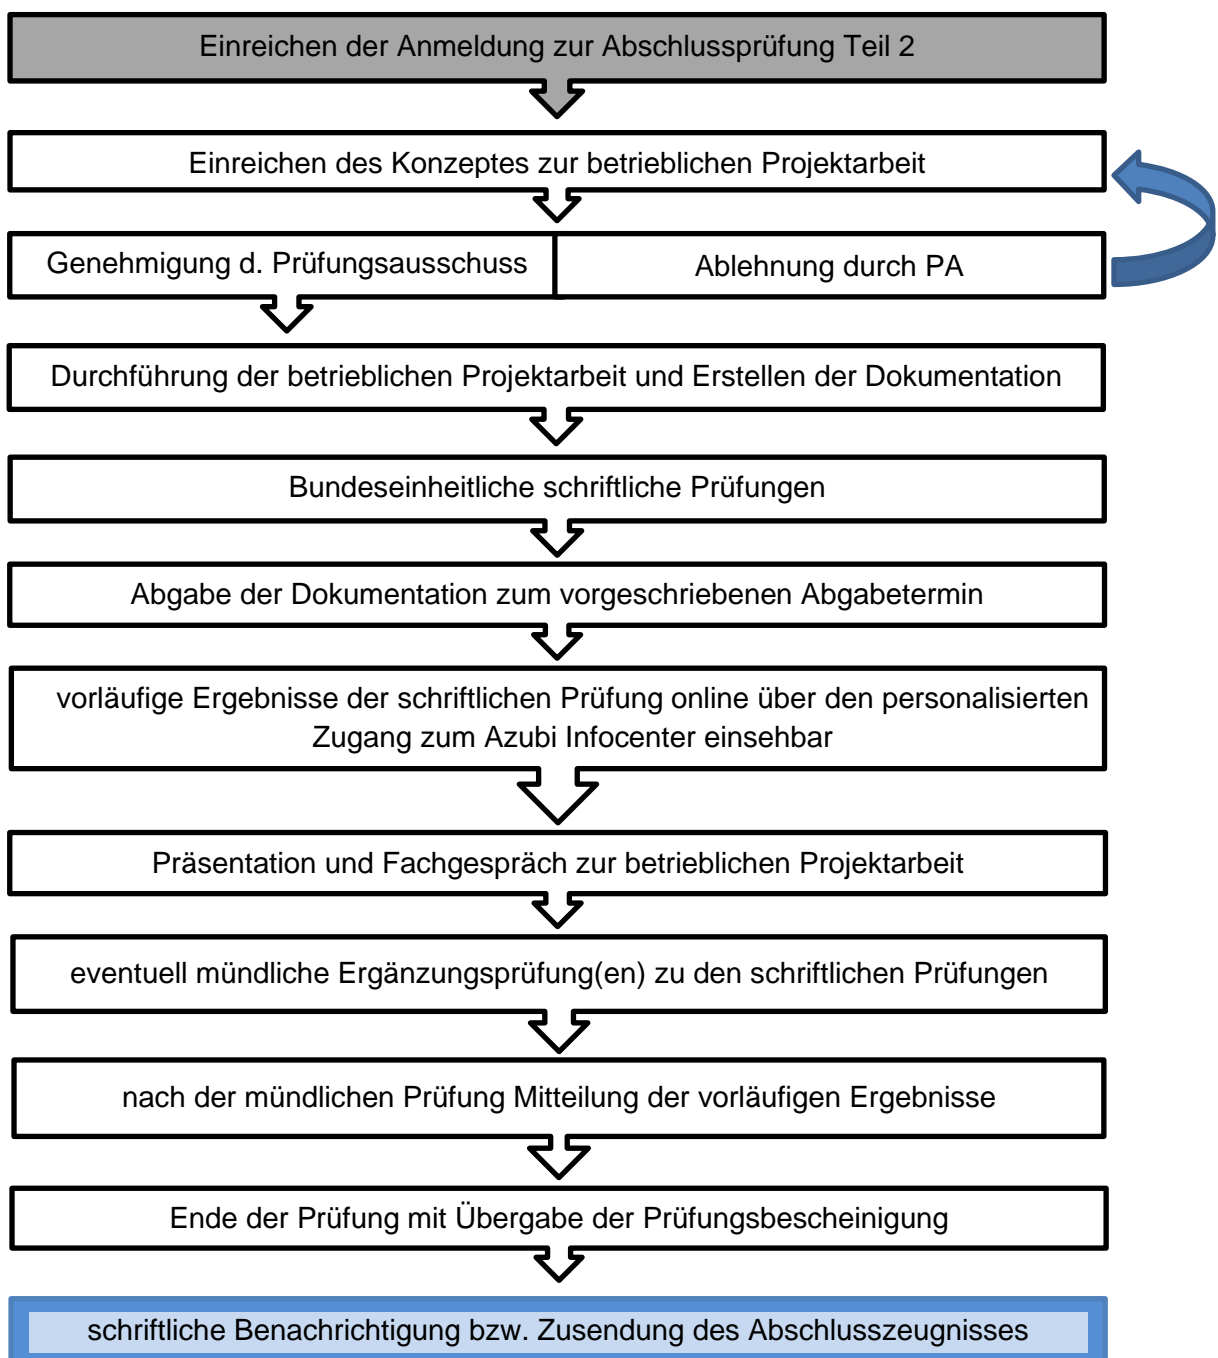 Einreichen der Anmeldung zur Abschlussprüfung Teil 2
Einreichen des Konzeptes zur betrieblichen Projektarbeit
Genehmigung d. Prüfungsausschuss
Ablehnung durch PA
Durchführung der betrieblichen Projektarbeit und Erstellen der Dokumentation
Bundeseinheitliche schriftliche Prüfungen
Abgabe der Dokumentation zum vorgeschriebenen Abgabetermin
vorläufige Ergebnisse der schriftlichen Prüfung online über den personalisierten
Zugang zum Azubi Infocenter einsehbar
Präsentation und Fachgespräch zur betrieblichen Projektarbeit
eventuell mündliche Ergänzungsprüfung(en) zu den schriftlichen Prüfungen
nach der mündlichen Prüfung Mitteilung der vorläufigen Ergebnisse
Ende der Prüfung mit Übergabe der Prüfungsbescheinigung
schriftliche Benachrichtigung bzw. Zusendung des Abschlusszeugnisses